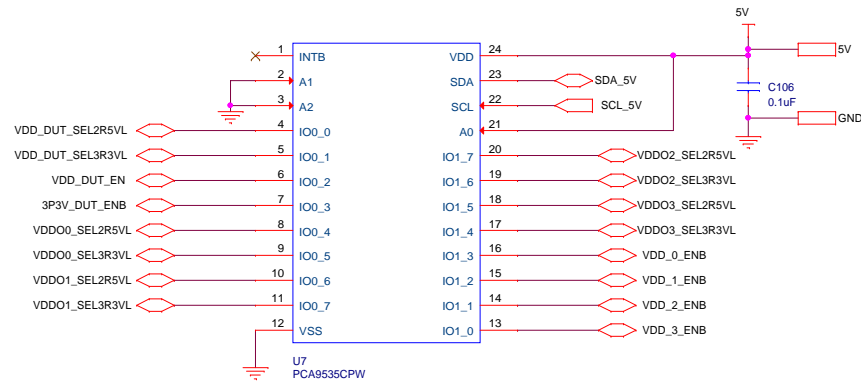 5V
1 INTB VDD 24 5V
2 A1 SDA 23 SDA_5V
C106
0.1uF
3 A2 SCL 22 SCL_5V
GND
VDD_DUT_SEL2R5VL 4 IO0_0 A0 21
VDD_DUT_SEL3R3VL 5 IO0_1 IO1_7 20 VDDO2_SEL2R5VL
VDD_DUT_EN 6 IO0_2 IO1_6 19 VDDO2_SEL3R3VL
3P3V_DUT_ENB 7 IO0_3 IO1_5 18 VDDO3_SEL2R5VL
VDDO0_SEL2R5VL 8 IO0_4 IO1_4 17 VDDO3_SEL3R3VL
VDDO0_SEL3R3VL 9 IO0_5 IO1_3 16 VDD_0_ENB
VDDO1_SEL2R5VL 10 IO0_6 IO1_2 15 VDD_1_ENB
VDDO1_SEL3R3VL 11 IO0_7 IO1_1 14 VDD_2_ENB
12 VSS IO1_0 13 VDD_3_ENB
U7
PCA9535CPW